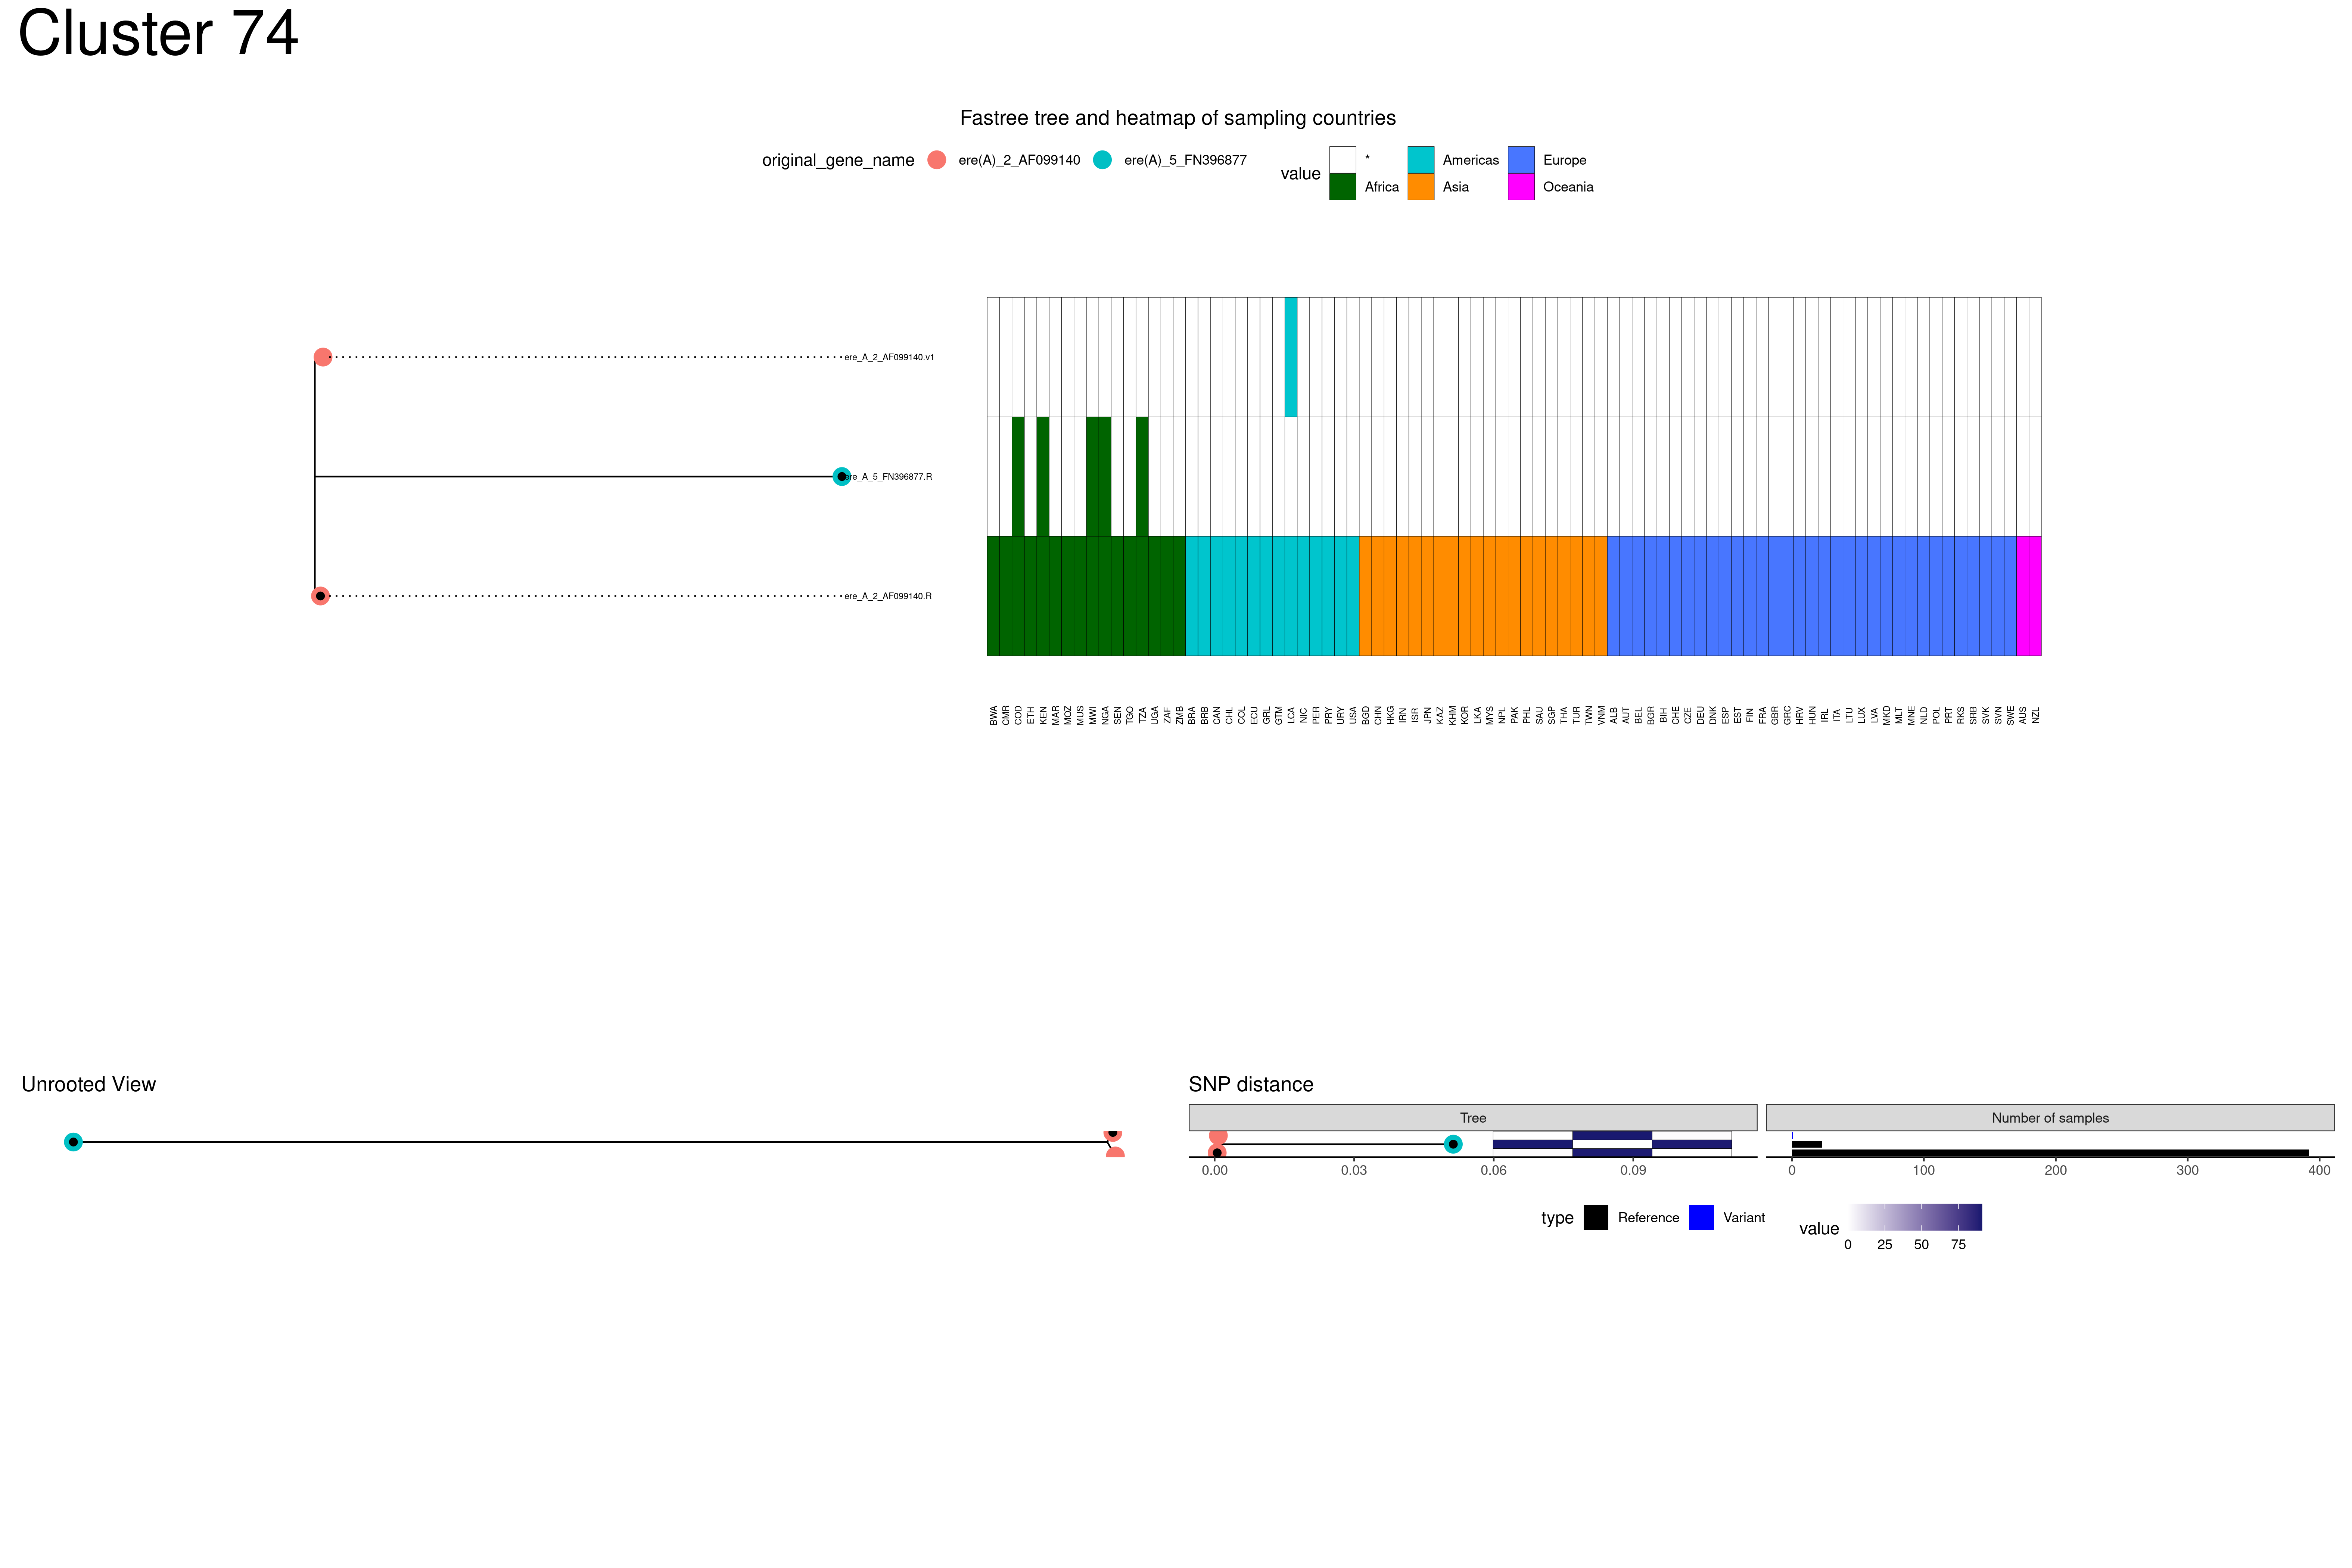 Cluster 74
Fastree tree and heatmap of sampling countries
original_gene_name ere(A)_2_AF099140 ere(A)_5_FN396877 value * Americas Europe
Africa Asia Oceania
ere_A_2_AF099140.v1
ere_A_5_FN396877.R
ere_A_2_AF099140.R
BWA CMR COD ETH KEN MAR MOZ MUS MWI NGA SEN TGO TZA UGA ZAF ZMB BRA BRB CAN CHL COL ECU GRL GTM LCA NIC PER PRY URY USA BGD CHN HKG IRN ISR JPN KAZ KHM KOR LKA MYS NPL PAK PHL SAU SGP THA TUR TWN VNM ALB AUT BEL BGR BIH CHE CZE DEU DNK ESP EST FIN FRA GBR GRC HRV HUN IRL ITA LTU LUX LVA MKD MLT MNE NLD POL PRT RKS SRB SVK SVN SWE AUS NZL
Unrooted View
SNP distance
Tree Number of samples
0.00 0.03 0.06 0.09 0 100 200 300 400
type Reference Variant value
0 25 50 75